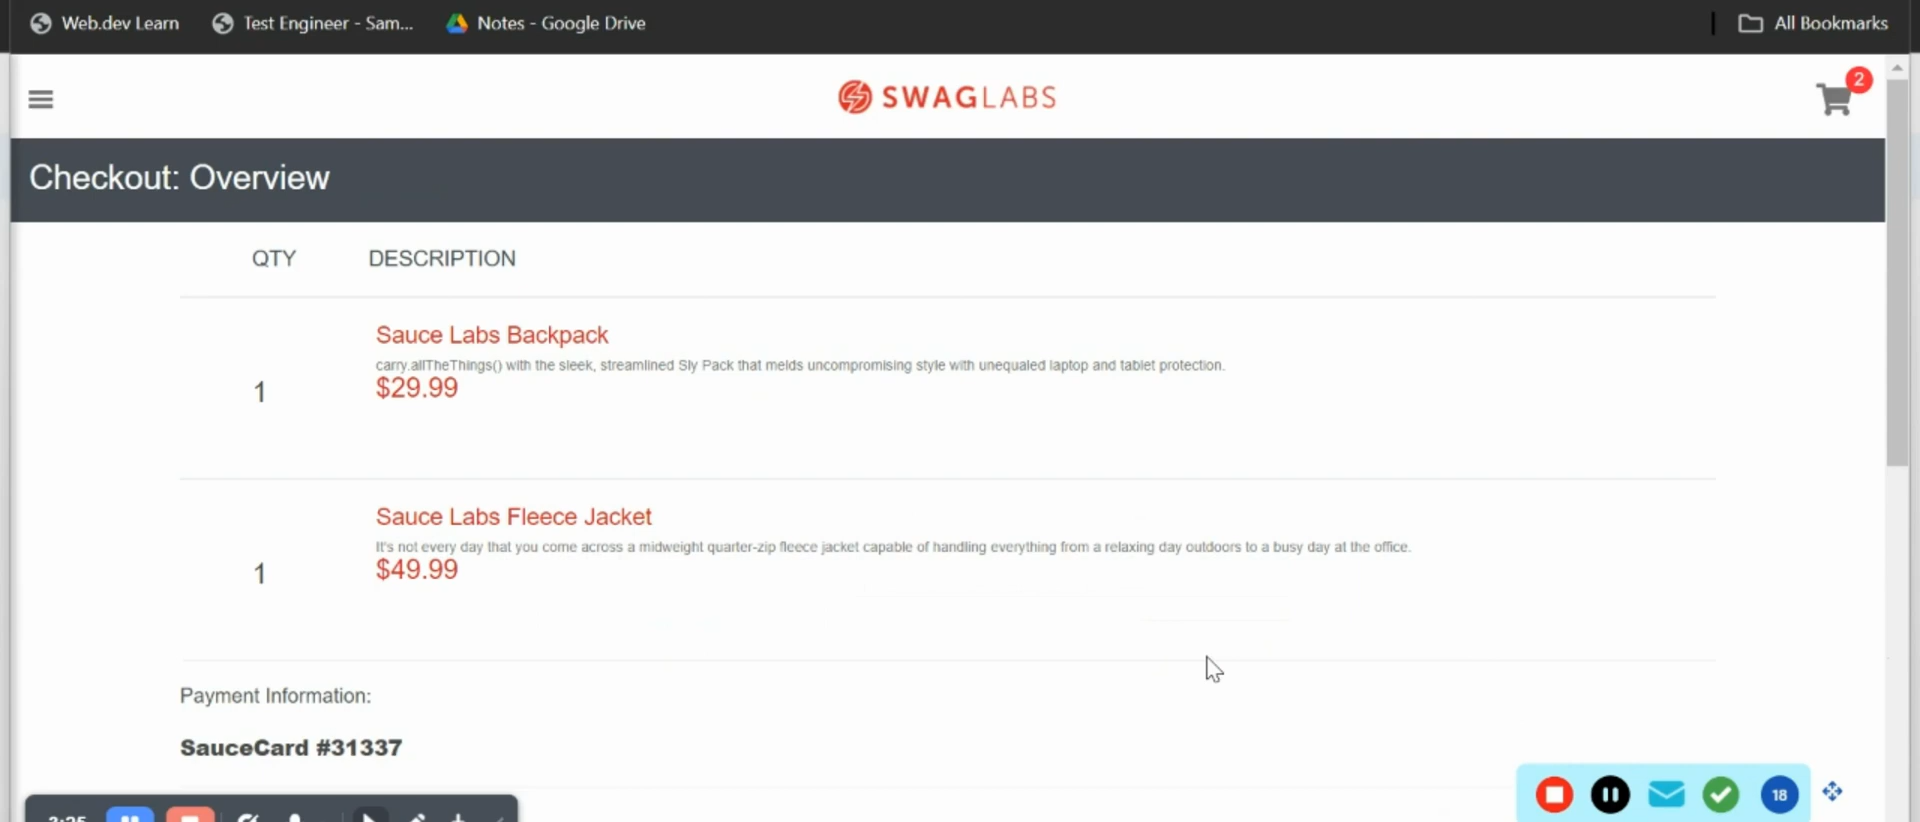 Web.dev Learn
Test Engineer - Sam...
Notes - Google Drive
All Bookmarks
SWAGLABS
2
Checkout: Overview
QTY DESCRIPTION
Sauce Labs Backpack
carry.allTheThings() with the sleek, streamlined Sly Pack that melds uncompromising style with unequaled laptop and tablet protection.
$29.99
1
Sauce Labs Fleece Jacket
It's not every day that you come across a midweight quarter-zip fleece jacket capable of handling everything from a relaxing day outdoors to a busy day at the office.
$49.99
1
Payment Information:
SauceCard #31337
18